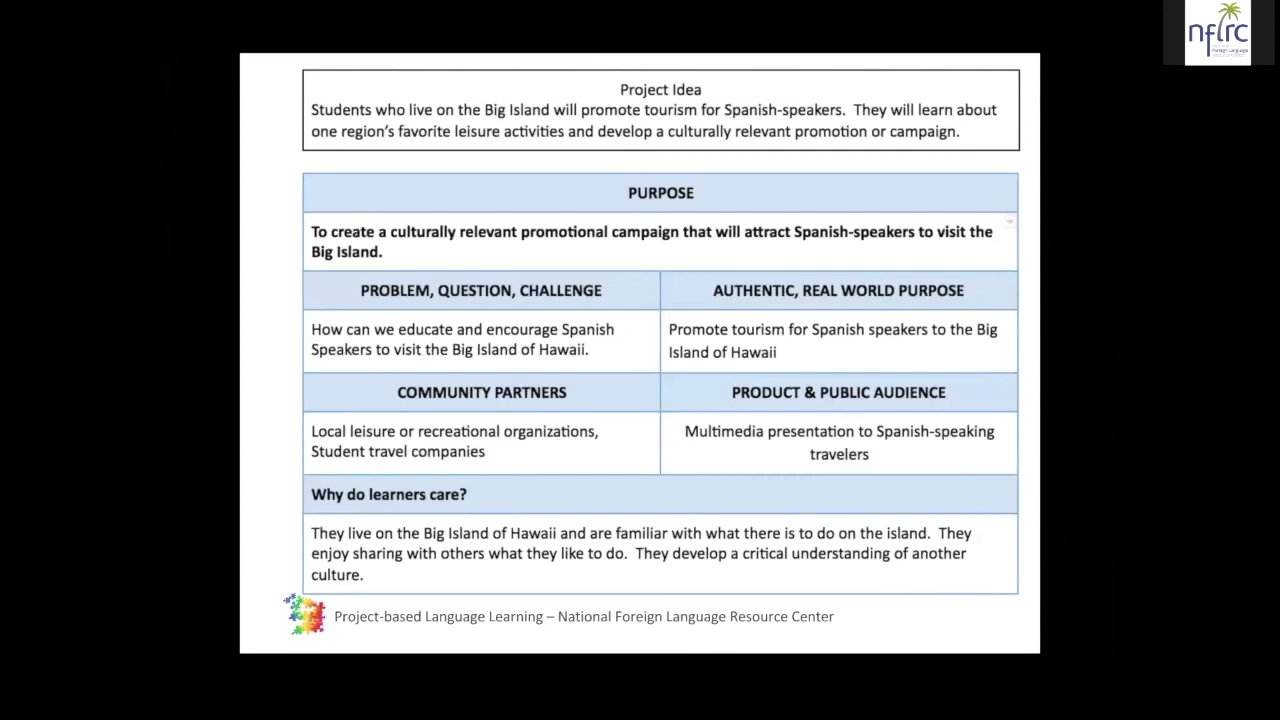 nflrc
Foreign Language
Project Idea
Students who live on the Big Island will promote tourism for Spanish-speakers. They will learn about
one region's favorite leisure activities and develop a culturally relevant promotion or campaign.
PURPOSE
To create a culturally relevant promotional campaign that will attract Spanish-speakers to visit the
Big Island.
PROBLEM, QUESTION, CHALLENGE
AUTHENTIC, REAL WORLD PURPOSE
How can we educate and encourage Spanish
Speakers to visit the Big Island of Hawaii.
Promote tourism for Spanish speakers to the Big
Island of Hawaii
COMMUNITY PARTNERS
PRODUCT & PUBLIC AUDIENCE
Local leisure or recreational organizations,
Student travel companies
Multimedia presentation to Spanish-speaking
travelers
Why do learners care?
They live on the Big Island of Hawaii and are familiar with what there is to do on the island. They
enjoy sharing with others what they like to do. They develop a critical understanding of another
culture.
Project-based Language Learning – National Foreign Language Resource Center